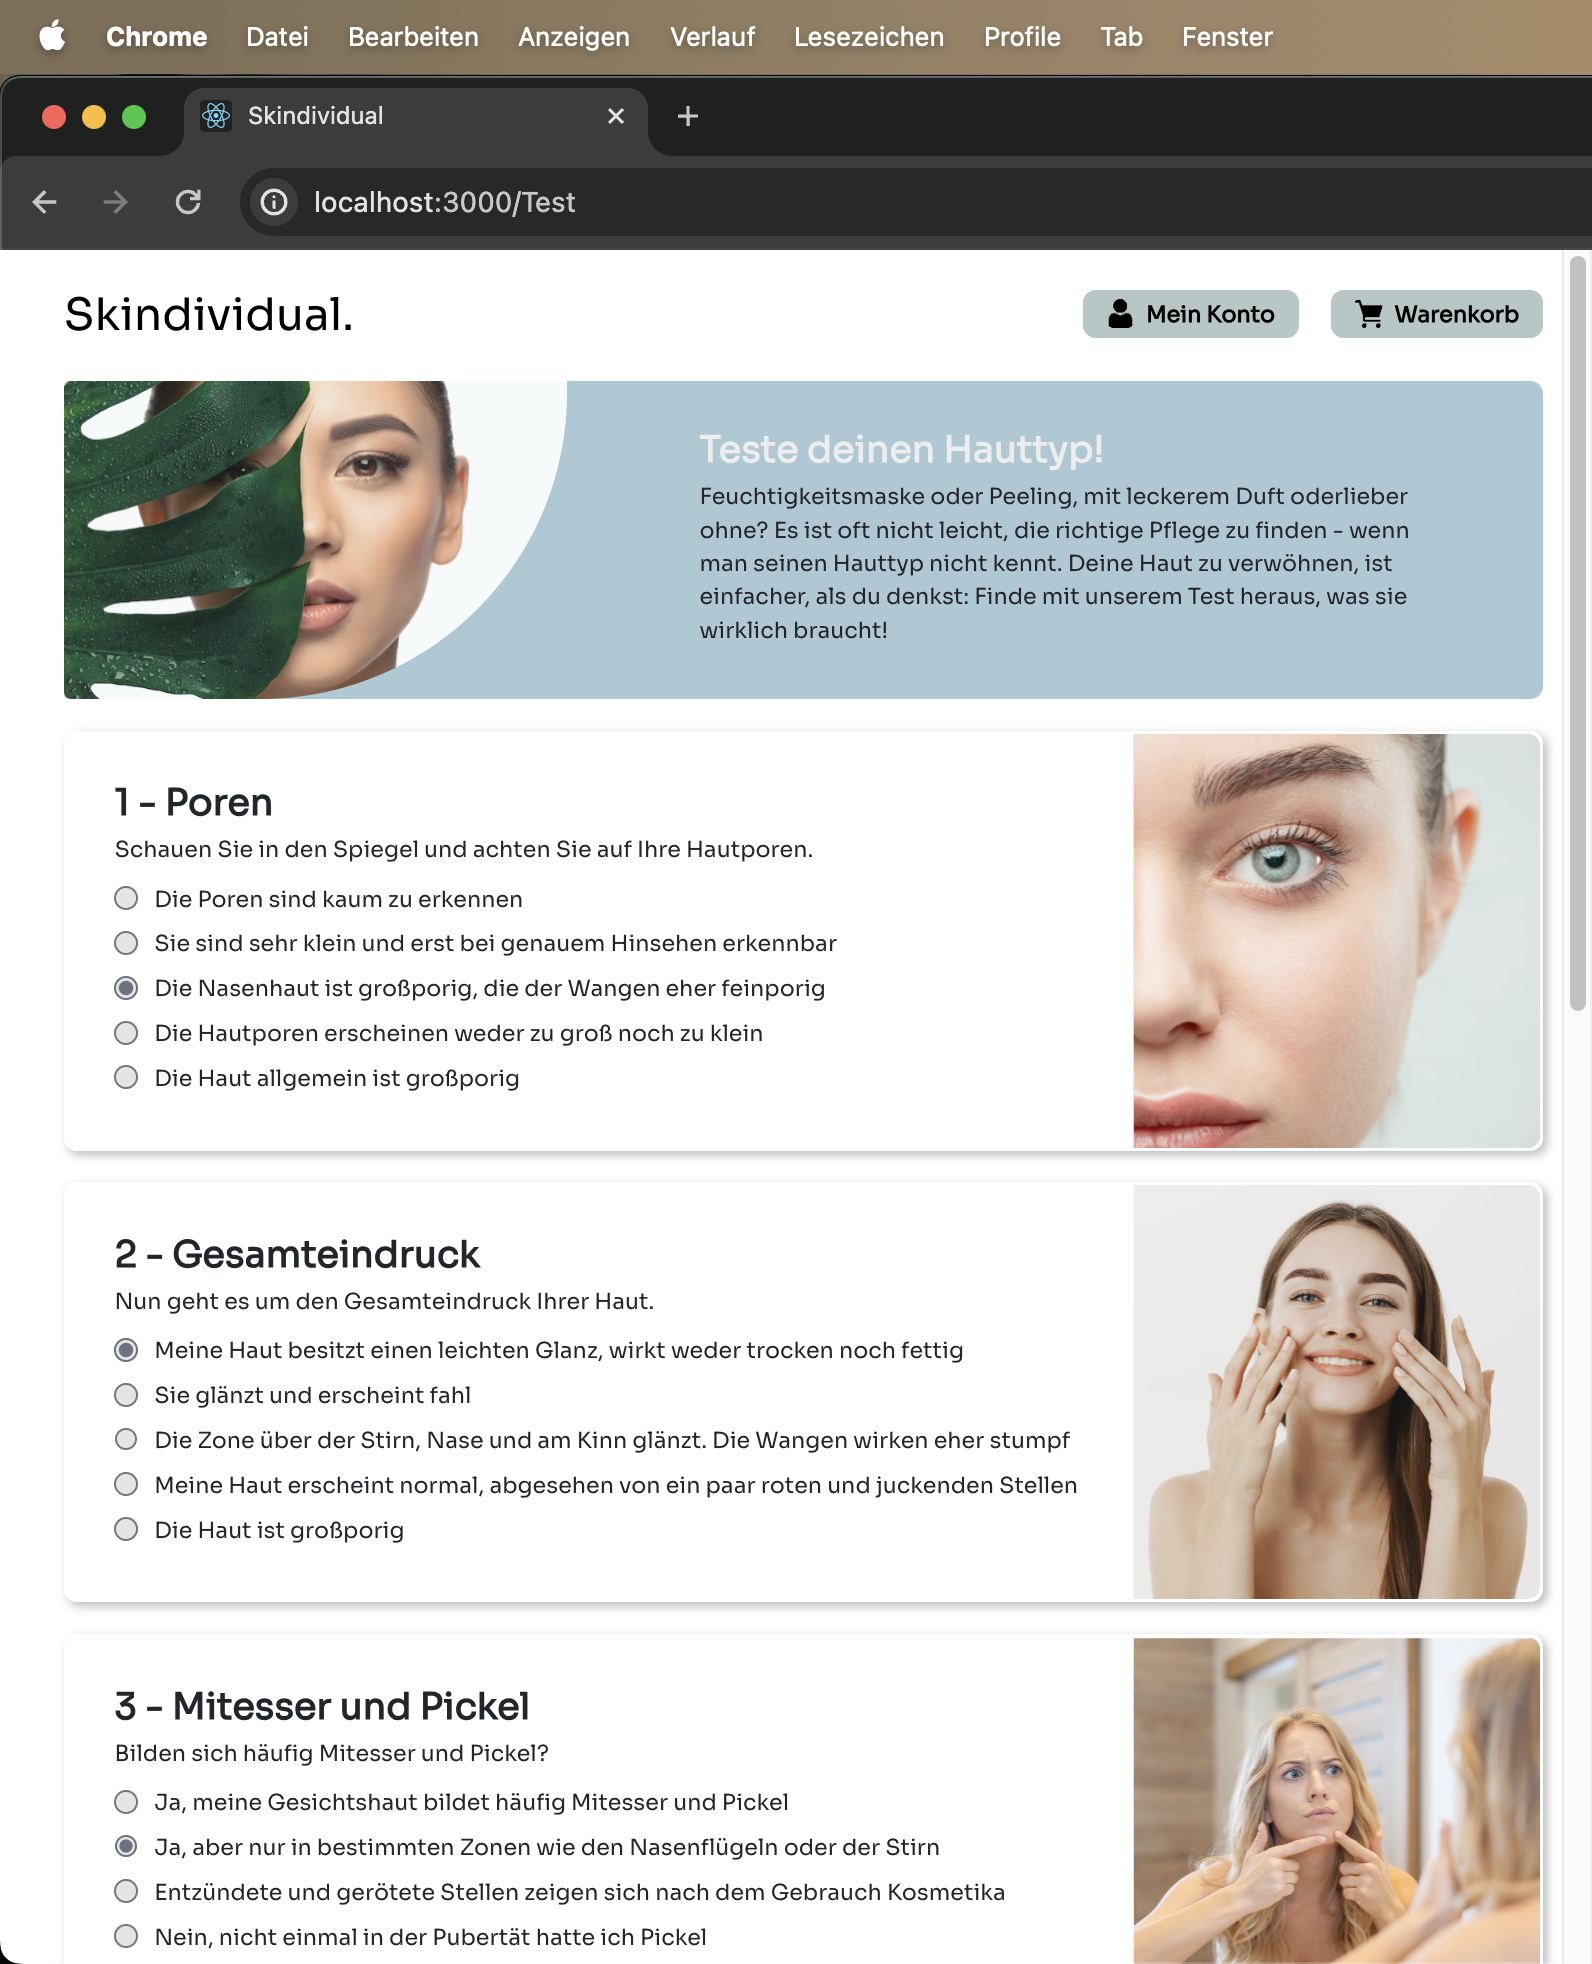 Chrome Datei Bearbeiten Anzeigen Verlauf Lesezeichen Profile Tab Fenster
Skindividual
localhost:3000/Test
Skindividual.
Mein Konto
Warenkorb
Teste deinen Hauttyp!
Feuchtigkeitsmaske oder Peeling, mit leckerem Duft oderlieber
ohne? Es ist oft nicht leicht, die richtige Pflege zu finden - wenn
man seinen Hauttyp nicht kennt. Deine Haut zu verwöhnen, ist
einfacher, als du denkst: Finde mit unserem Test heraus, was sie
wirklich braucht!
1 - Poren
Schauen Sie in den Spiegel und achten Sie auf Ihre Hautporen.
Die Poren sind kaum zu erkennen
Sie sind sehr klein und erst bei genauem Hinsehen erkennbar
Die Nasenhaut ist großporig, die der Wangen eher feinporig
Die Hautporen erscheinen weder zu groß noch zu klein
Die Haut allgemein ist großporig
2 - Gesamteindruck
Nun geht es um den Gesamteindruck Ihrer Haut.
Meine Haut besitzt einen leichten Glanz, wirkt weder trocken noch fettig
Sie glänzt und erscheint fahl
Die Zone über der Stirn, Nase und am Kinn glänzt. Die Wangen wirken eher stumpf
Meine Haut erscheint normal, abgesehen von ein paar roten und juckenden Stellen
Die Haut ist großporig
3 - Mitesser und Pickel
Bilden sich häufig Mitesser und Pickel?
Ja, meine Gesichtshaut bildet häufig Mitesser und Pickel
Ja, aber nur in bestimmten Zonen wie den Nasenflügeln oder der Stirn
Entzündete und gerötete Stellen zeigen sich nach dem Gebrauch Kosmetika
Nein, nicht einmal in der Pubertät hatte ich Pickel